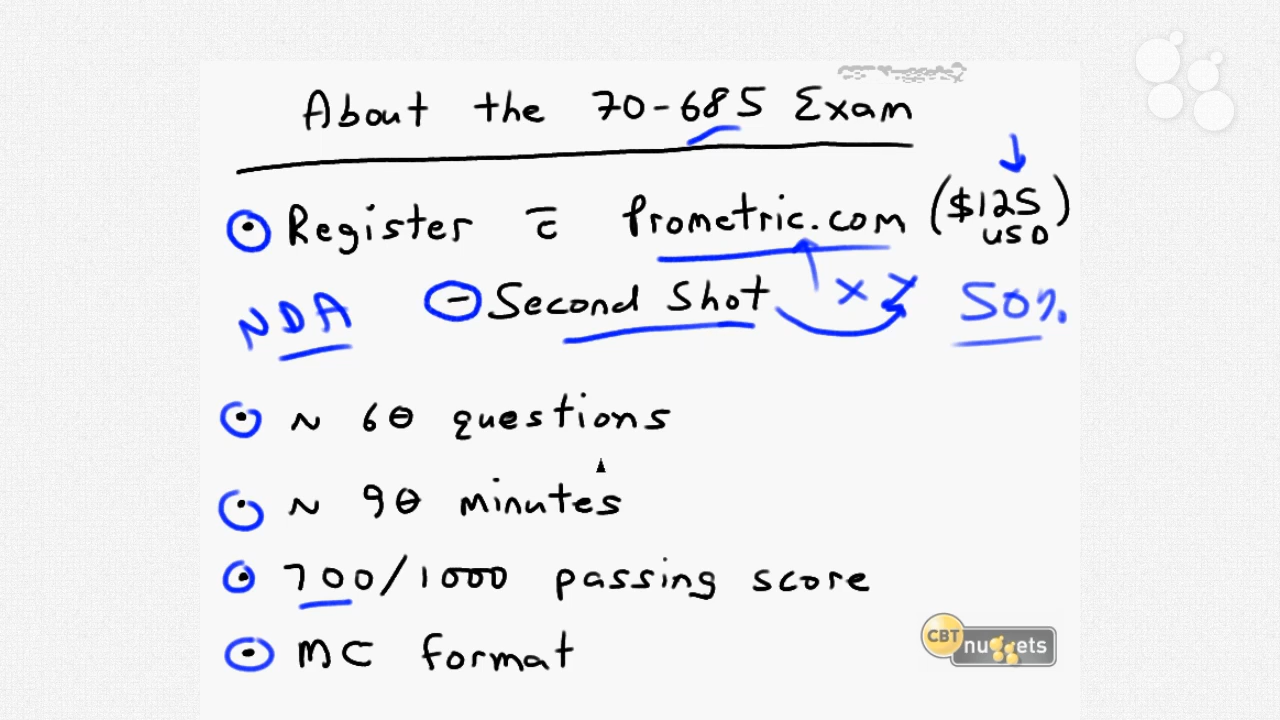 About the 70-685 Exam
• Register c̄ Prometric.com ($125 USD)
NDA - Second Shot x 2 50%
• ~ 60 questions
• ~ 90 minutes
• 700/1000 passing score
• MC format
CBT nuggets